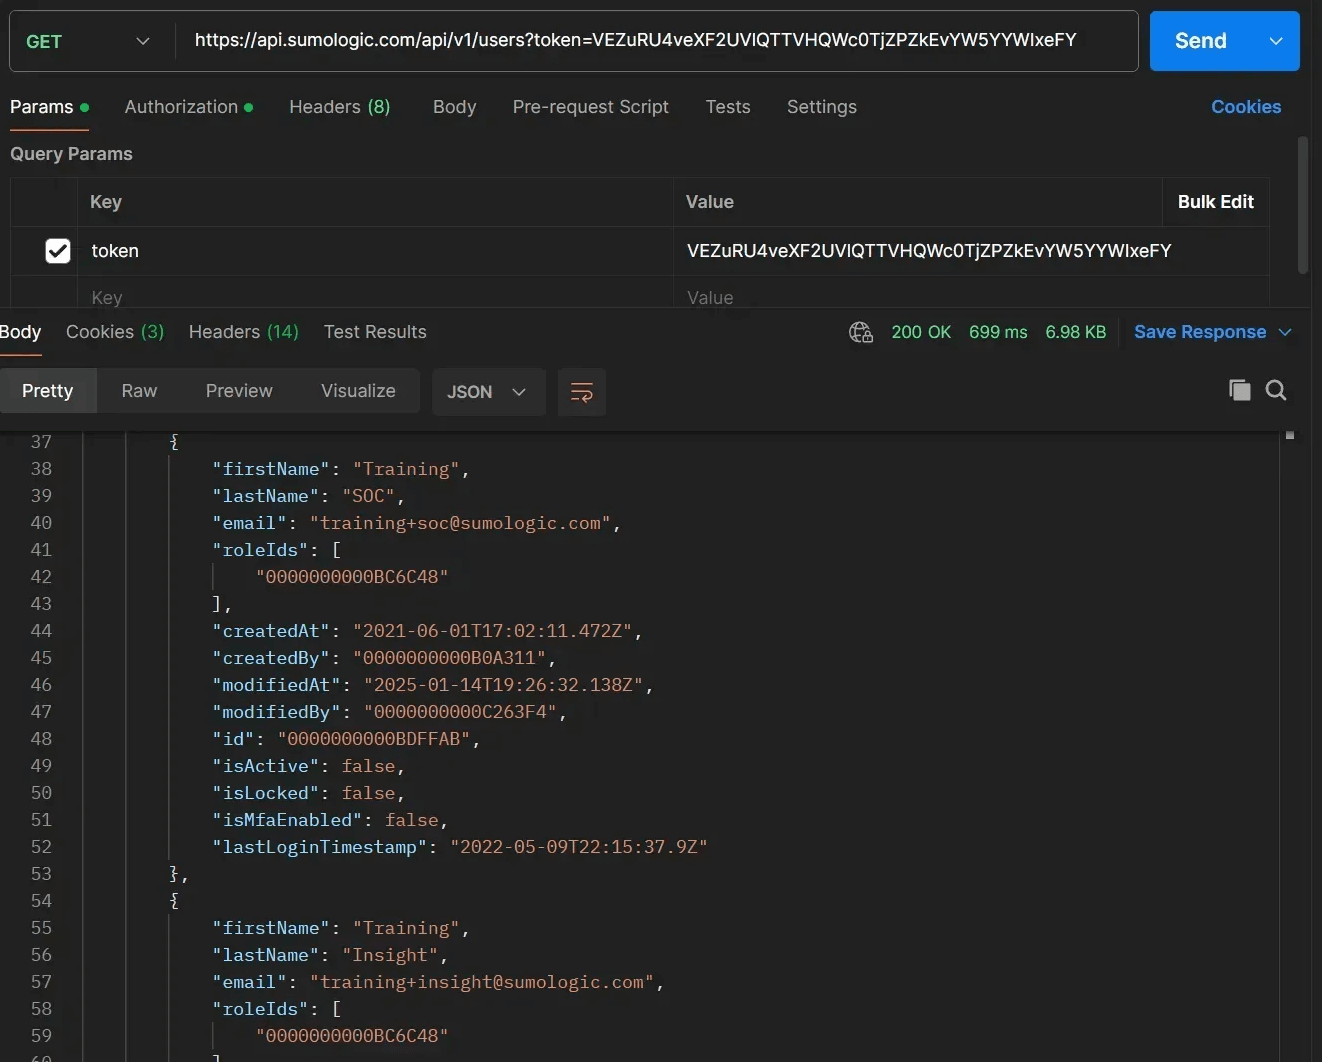 GET
https://api.sumologic.com/api/v1/users?token=VEZuRU4veXF2UVlQTTVHQWc0TjZPZkEvYW5YYWIxeFY
Send
Params Authorization Headers (8) Body Pre-request Script Tests Settings Cookies
Query Params
Key Value Bulk Edit
token VEZuRU4veXF2UVlQTTVHQWc0TjZPZkEvYW5YYWIxeFY
Key Value
Body Cookies (3) Headers (14) Test Results 200 OK 699 ms 6.98 KB Save Response
Pretty Raw Preview Visualize JSON
37 {
38 "firstName": "Training",
39 "lastName": "SOC",
40 "email": "training+soc@sumologic.com",
41 "roleIds": [
42 "0000000000BC6C48"
43 ],
44 "createdAt": "2021-06-01T17:02:11.472Z",
45 "createdBy": "0000000000B0A311",
46 "modifiedAt": "2025-01-14T19:26:32.138Z",
47 "modifiedBy": "0000000000C263F4",
48 "id": "0000000000BDFFAB",
49 "isActive": false,
50 "isLocked": false,
51 "isMfaEnabled": false,
52 "lastLoginTimestamp": "2022-05-09T22:15:37.9Z"
53 },
54 {
55 "firstName": "Training",
56 "lastName": "Insight",
57 "email": "training+insight@sumologic.com",
58 "roleIds": [
59 "0000000000BC6C48"
60 ]